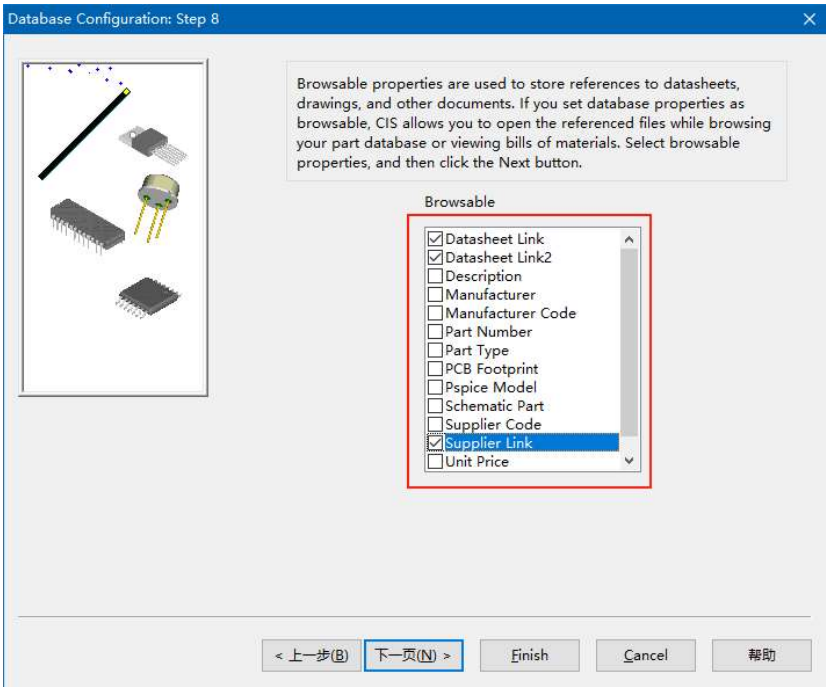 Database Configuration: Step 8
Browsable properties are used to store references to datasheets,
drawings, and other documents. If you set database properties as
browsable, CIS allows you to open the referenced files while browsing
your part database or viewing bills of materials. Select browsable
properties, and then click the Next button.
Browsable
Datasheet Link
Datasheet Link2
Description
Manufacturer
Manufacturer Code
Part Number
Part Type
PCB Footprint
Pspice Model
Schematic Part
Supplier Code
Supplier Link
Unit Price
< 上一步(B) 下一页(N) > Finish Cancel 帮助